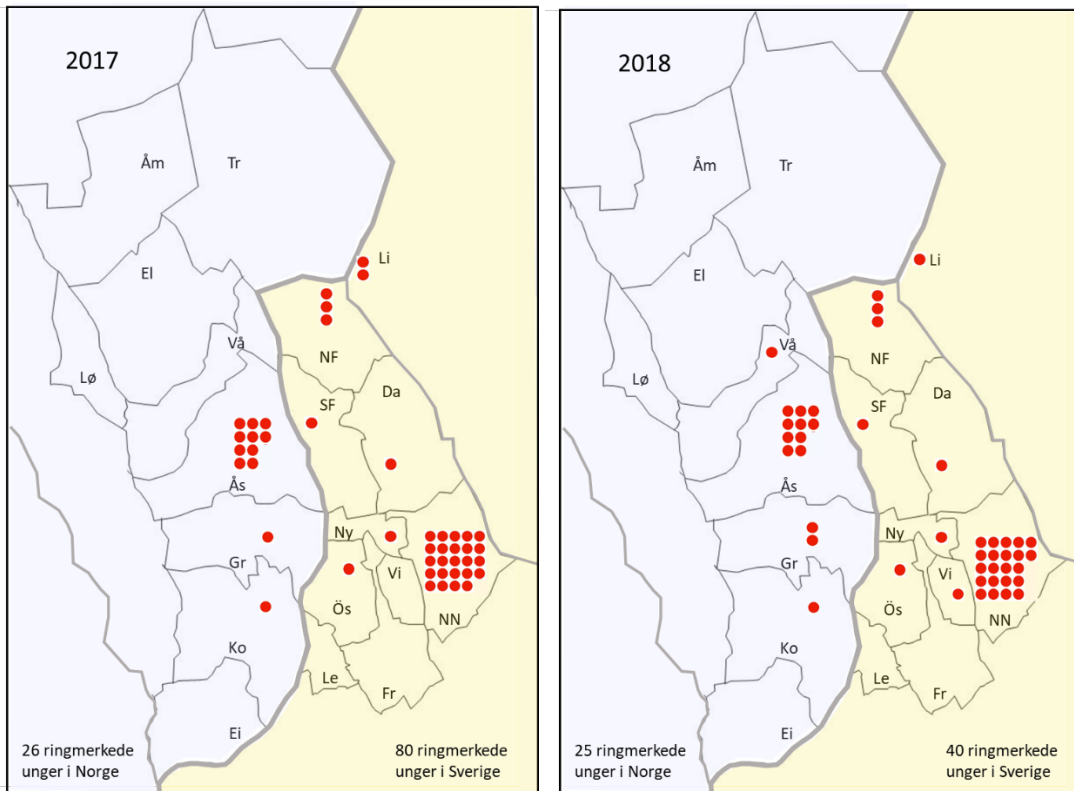 2017
Åm
Tr
Li
El
Vå
NF
Lø
SF
Da
Ås
Ny
Gr
Vi
Ös
NN
Ko
Le
Fr
Ei
26 ringmerkede
unger i Norge
80 ringmerkede
unger i Sverige
2018
Åm
Tr
Li
El
Vå
NF
Lø
SF
Da
Ås
Ny
Gr
Vi
Ös
NN
Ko
Le
Fr
Ei
25 ringmerkede
unger i Norge
40 ringmerkede
unger i Sverige